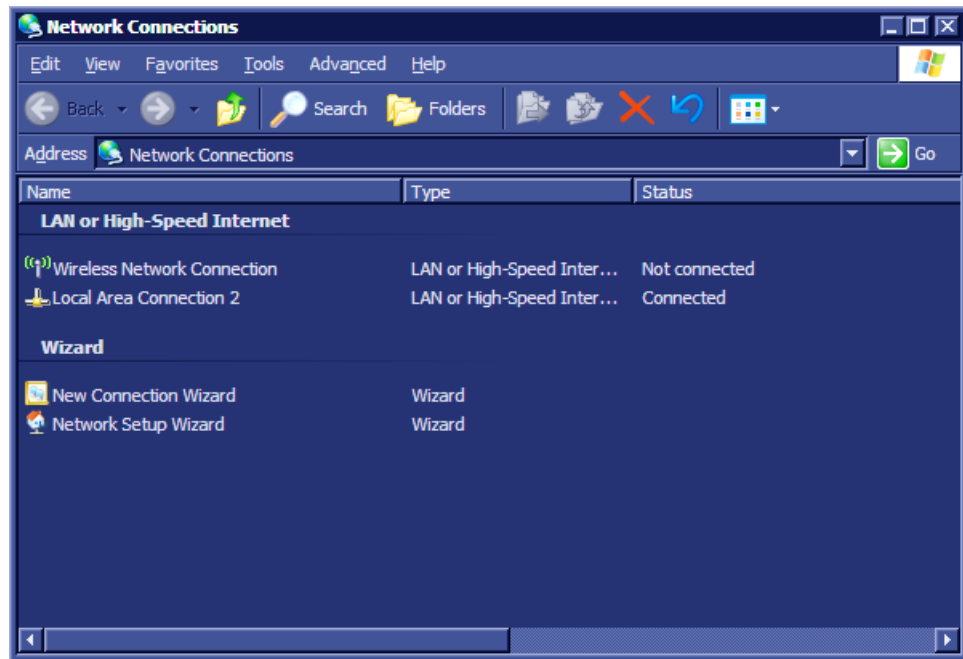 Network Connections
Edit View Favorites Tools Advanced Help
Back Search Folders
Address Network Connections Go
Name Type Status
LAN or High-Speed Internet
Wireless Network Connection LAN or High-Speed Inter... Not connected
Local Area Connection 2 LAN or High-Speed Inter... Connected
Wizard
New Connection Wizard Wizard
Network Setup Wizard Wizard